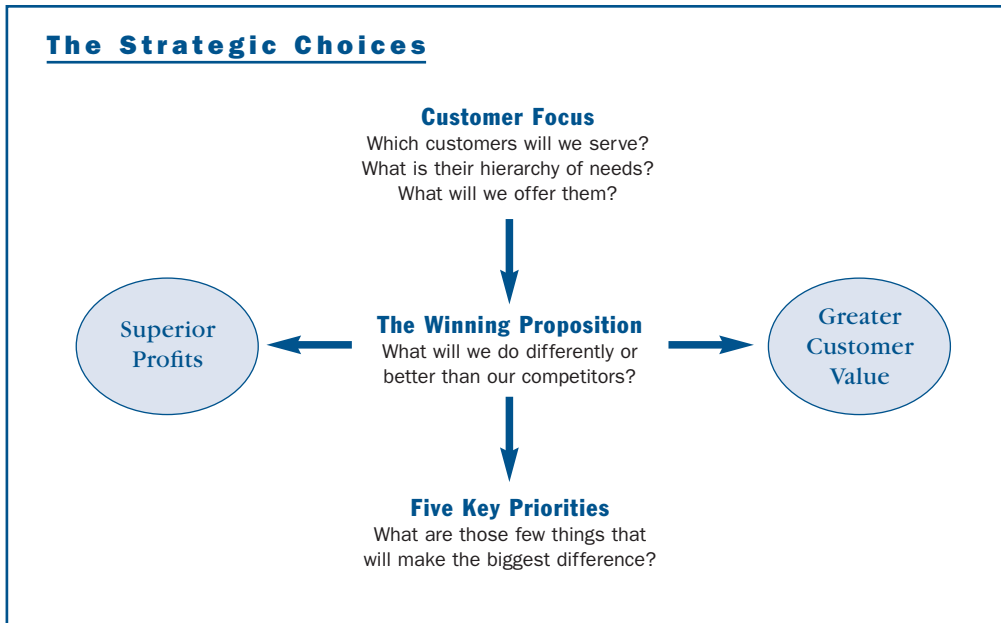 The Strategic Choices
Customer Focus
Which customers will we serve?
What is their hierarchy of needs?
What will we offer them?
Superior
Profits
The Winning Proposition
What will we do differently or
better than our competitors?
Greater
Customer
Value
Five Key Priorities
What are those few things that
will make the biggest difference?